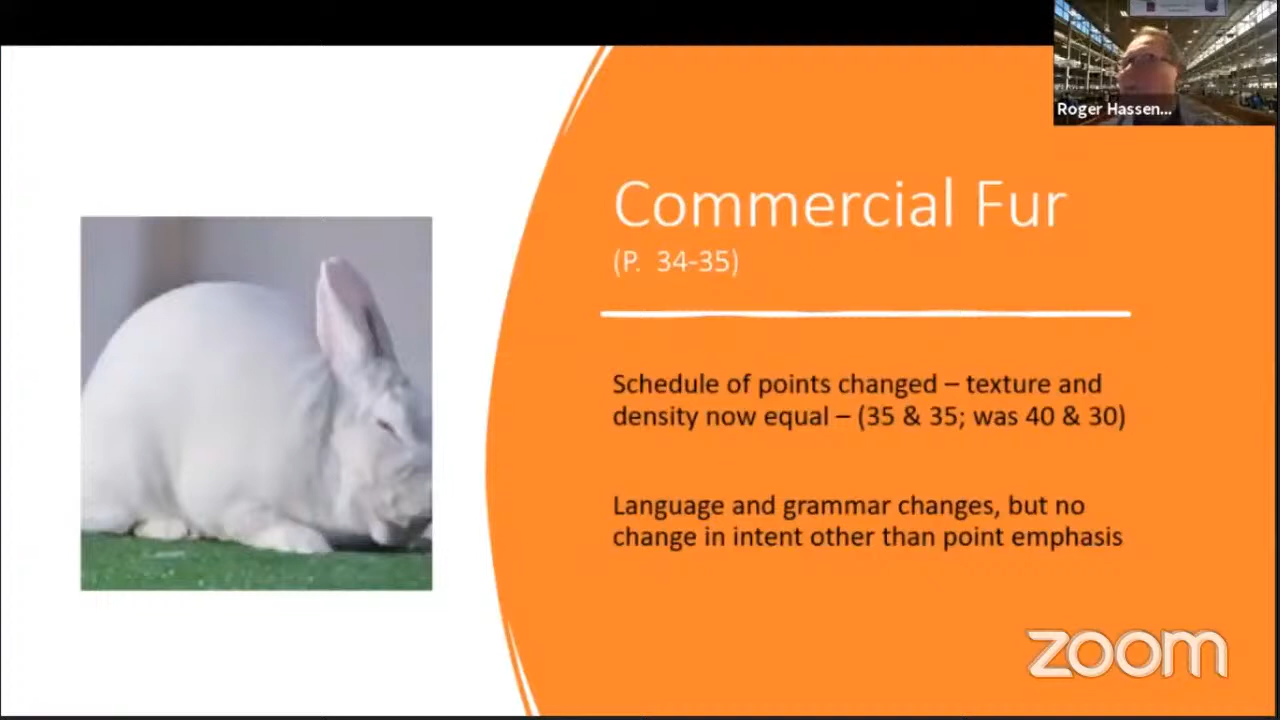 Roger Hassen...
Commercial Fur
(P. 34-35)
Schedule of points changed – texture and
density now equal – (35 & 35; was 40 & 30)
Language and grammar changes, but no
change in intent other than point emphasis
zoom